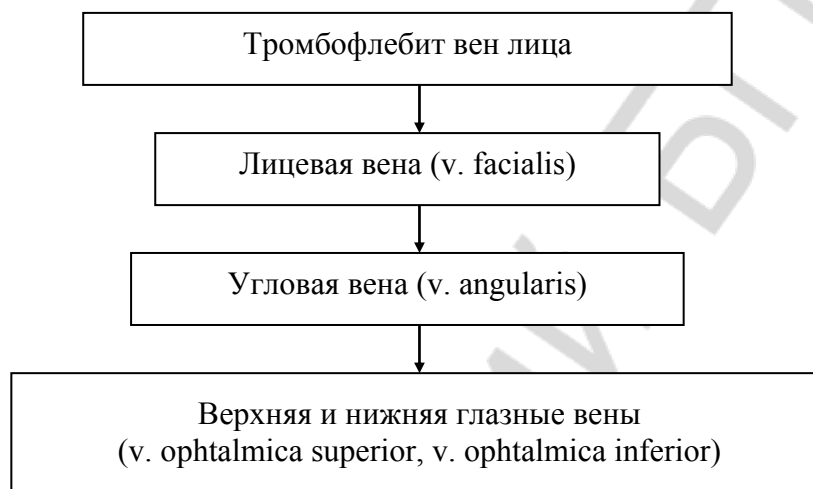 Тромбофлебит вен лица
Лицевая вена (v. facialis)
Угловая вена (v. angularis)
Верхняя и нижняя глазные вены
(v. ophtalmica superior, v. ophtalmica inferior)